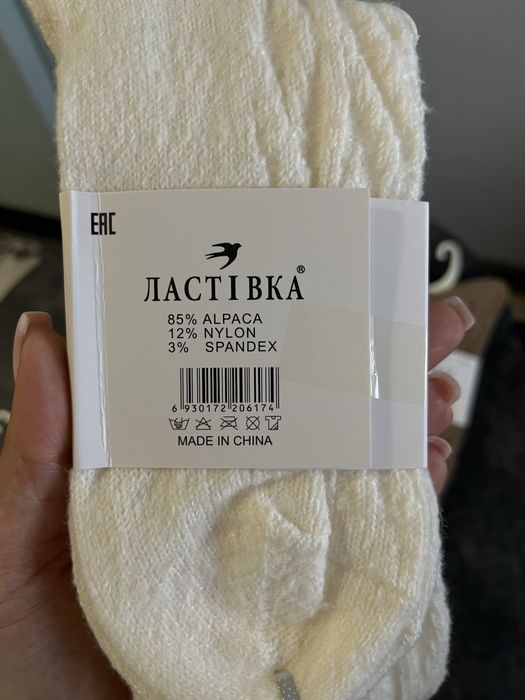 EAC
ЛАСТІВКА®
85% ALPACA
12% NYLON
3% SPANDEX
6 930172 206174
MADE IN CHINA